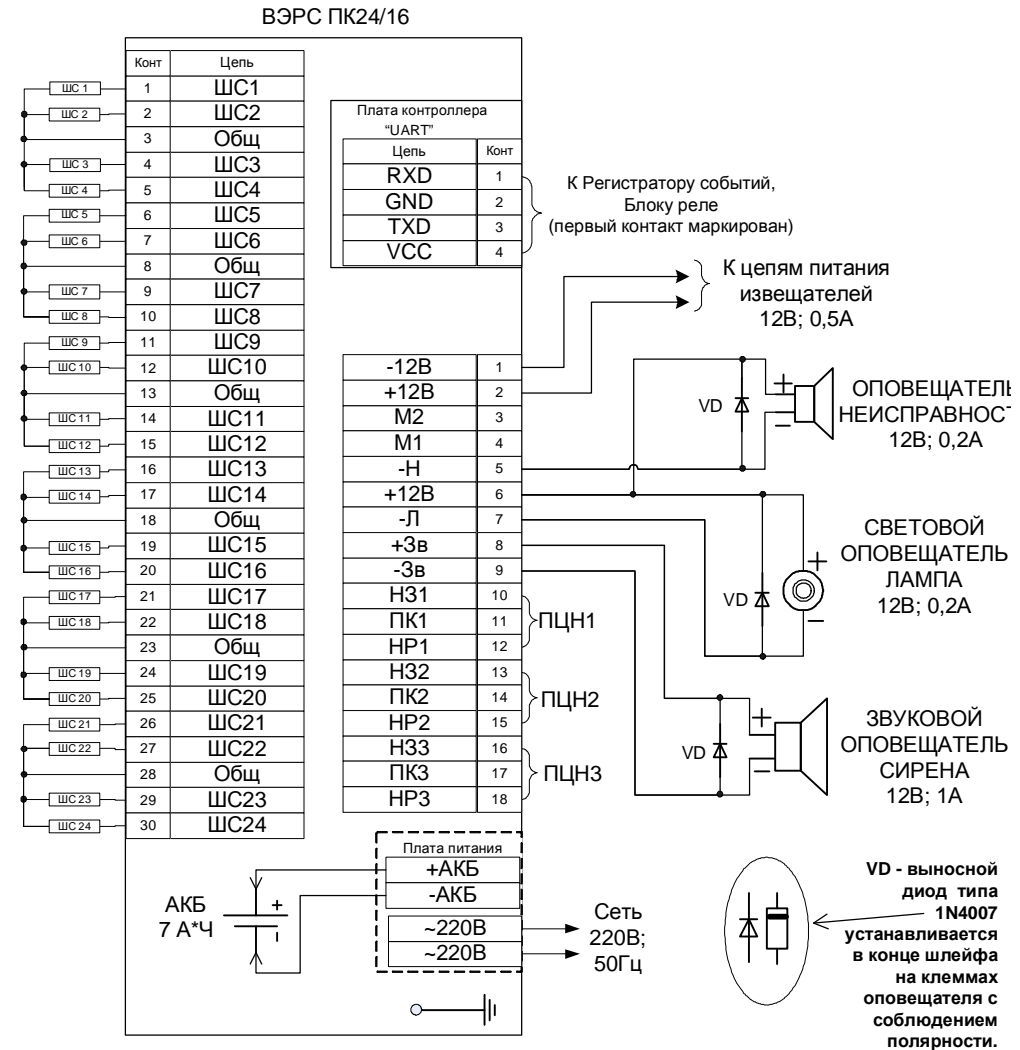 ВЭРС ПК24/16
Конт Цепь
ШС 1 1 ШС1
ШС 2 2 ШС2
3 Общ
ШС 3 4 ШС3
ШС 4 5 ШС4
ШС 5 6 ШС5
ШС 6 7 ШС6
8 Общ
ШС 7 9 ШС7
ШС 8 10 ШС8
ШС 9 11 ШС9
ШС 10 12 ШС10
13 Общ
ШС 11 14 ШС11
ШС 12 15 ШС12
ШС 13 16 ШС13
ШС 14 17 ШС14
18 Общ
ШС 15 19 ШС15
ШС 16 20 ШС16
ШС 17 21 ШС17
ШС 18 22 ШС18
23 Общ
ШС 19 24 ШС19
ШС 20 25 ШС20
ШС 21 26 ШС21
ШС 22 27 ШС22
28 Общ
ШС 23 29 ШС23
ШС 24 30 ШС24
Плата контроллера
“UART”
Цепь Конт
RXD 1
GND 2
TXD 3
VCC 4
К Регистратору событий,
Блоку реле
(первый контакт маркирован)
К цепям питания
извещателей
12В; 0,5А
-12В 1
+12В 2
М2 3
М1 4
-Н 5
+12В 6
-Л 7
+Зв 8
-Зв 9
НЗ1 10
ПК1 11
НР1 12
НЗ2 13
ПК2 14
НР2 15
НЗ3 16
ПК3 17
НР3 18
ПЦН1
ПЦН2
ПЦН3
VD
+
−
ОПОВЕЩАТЕЛЬ
НЕИСПРАВНОСТ
12В; 0,2А
VD
+
−
СВЕТОВОЙ
ОПОВЕЩАТЕЛЬ
ЛАМПА
12В; 0,2А
VD
+
−
ЗВУКОВОЙ
ОПОВЕЩАТЕЛЬ
СИРЕНА
12В; 1А
Плата питания
+АКБ
-АКБ
~220В
~220В
АКБ
7 А*Ч
+
−
Сеть
220В;
50Гц
VD - выносной
диод типа
1N4007
устанавливается
в конце шлейфа
на клеммах
оповещателя с
соблюдением
полярности.